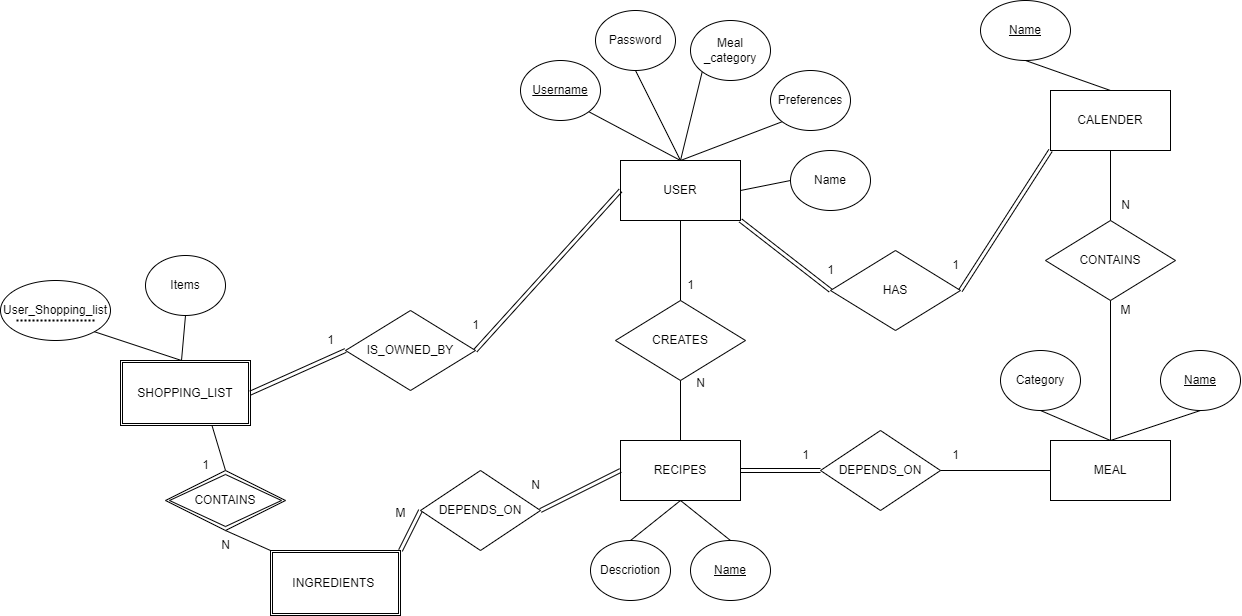 Name
Password
Meal
_category
Username
Preferences
CALENDER
Name
USER
N
CONTAINS
1
1
HAS
M
Items
User_Shopping_list
1
1
1
IS_OWNED_BY
CREATES
N
SHOPPING_LIST
Category
Name
1
CONTAINS
N
RECIPES
1
DEPENDS_ON
1
MEAL
N
DEPENDS_ON
M
INGREDIENTS
Descriotion
Name